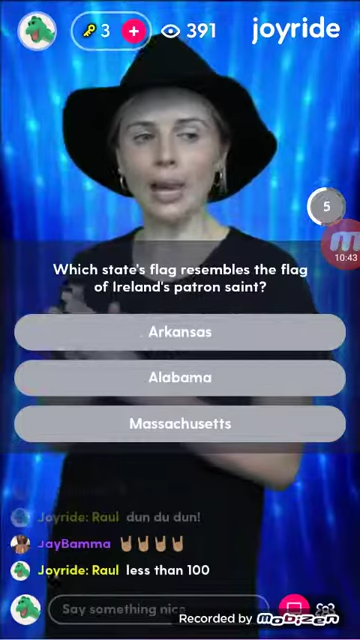 3
+
391
joyride
5
10:43
Which state's flag resembles the flag
of Ireland's patron saint?
Arkansas
Alabama
Massachusetts
Joyride: Raul dun du dun!
JayBamma 🤘🏽🤘🏽🤘🏽🤘🏽
Joyride: Raul less than 100
Say something nice
Recorded by Mobizen